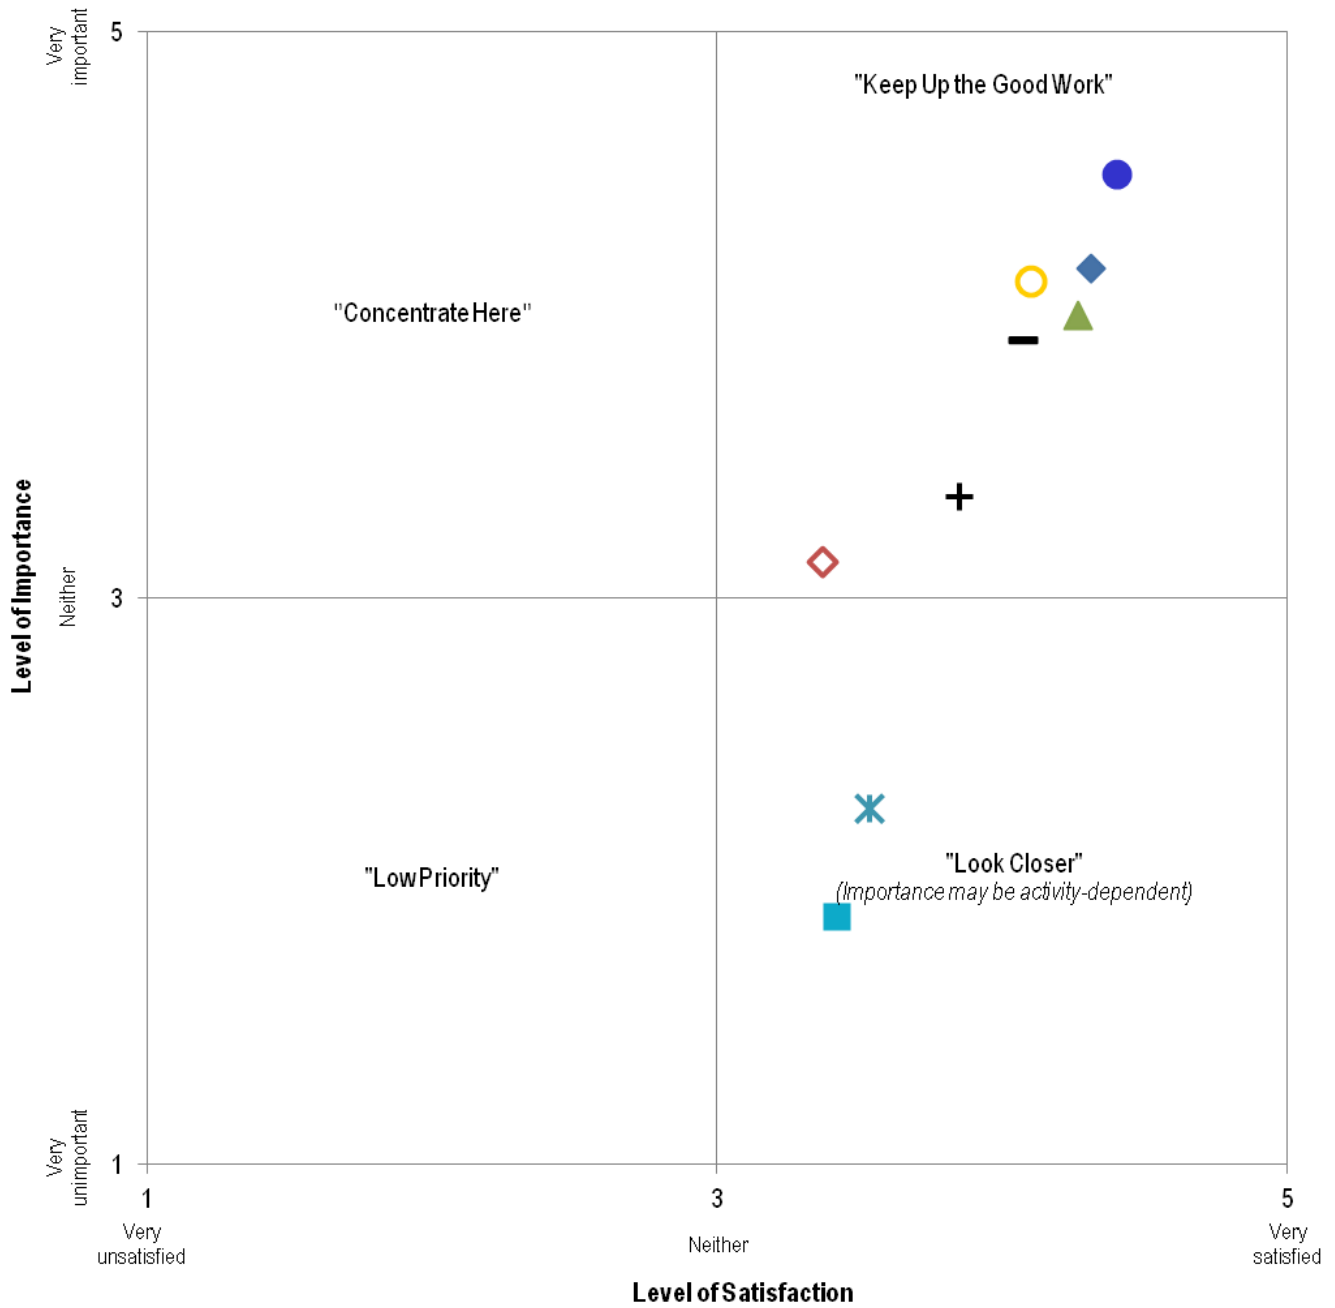 Very
important
5
"Keep Up the Good Work"
"Concentrate Here"
Level of Importance
Neither
3
"Low Priority"
"Look Closer"
(Importance may be activity-dependent)
Very
unimportant
1
1
3
5
Very
unsatisfied
Neither
Very
satisfied
Level of Satisfaction